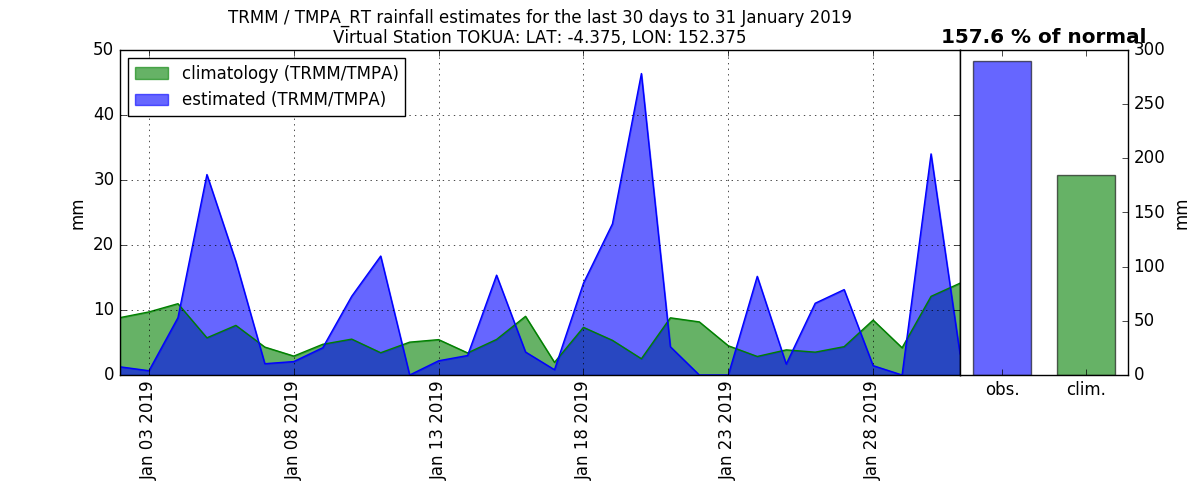 TRMM / TMPA_RT rainfall estimates for the last 30 days to 31 January 2019
Virtual Station TOKUA: LAT: -4.375, LON: 152.375
157.6 % of normal
climatology (TRMM/TMPA)
estimated (TRMM/TMPA)
50
40
30
20
10
0
mm
Jan 03 2019
Jan 08 2019
Jan 13 2019
Jan 18 2019
Jan 23 2019
Jan 28 2019
obs.
clim.
300
250
200
150
100
50
0
mm